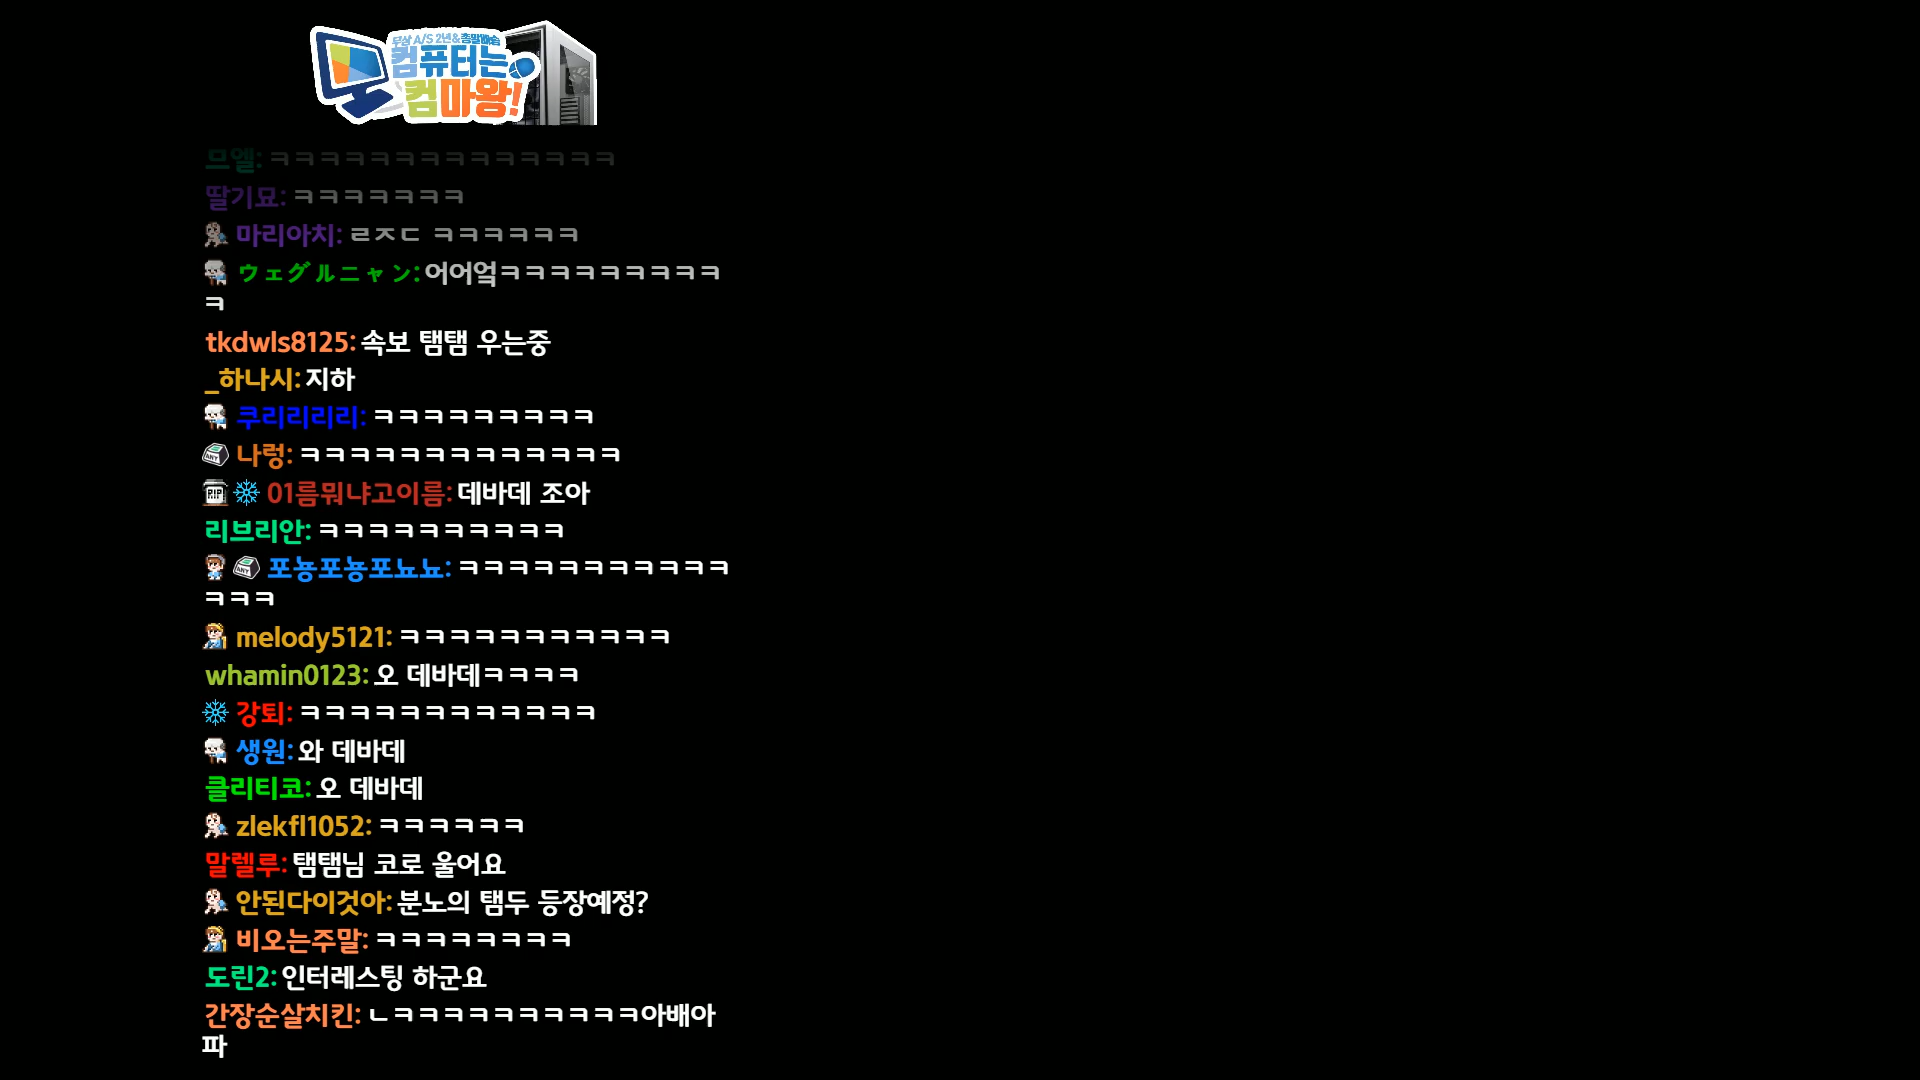 무상 A/S 2년&총알배송
컴퓨터는
컴마왕!
므엘: ㅋㅋㅋㅋㅋㅋㅋㅋㅋㅋㅋㅋㅋㅋ
딸기묘: ㅋㅋㅋㅋㅋㅋㅋ
마리아치: ㄹㅈㄷ ㅋㅋㅋㅋㅋㅋ
ウェグルニャン: 어어엌ㅋㅋㅋㅋㅋㅋㅋㅋㅋ
ㅋ
tkdwls8125: 속보 탬탬 우는중
_하나시: 지하
쿠리리리리: ㅋㅋㅋㅋㅋㅋㅋㅋㅋ
ANY 나렁: ㅋㅋㅋㅋㅋㅋㅋㅋㅋㅋㅋㅋㅋ
RIP 01름뭐냐고이름: 데바데 조아
리브리안: ㅋㅋㅋㅋㅋㅋㅋㅋㅋㅋ
ANY 포뇽포뇽포뇨뇨: ㅋㅋㅋㅋㅋㅋㅋㅋㅋㅋㅋ
ㅋㅋㅋ
melody5121: ㅋㅋㅋㅋㅋㅋㅋㅋㅋㅋㅋ
whamin0123: 오 데바데ㅋㅋㅋㅋ
강퇴: ㅋㅋㅋㅋㅋㅋㅋㅋㅋㅋㅋㅋ
생원: 와 데바데
클리티코: 오 데바데
zlekfl1052: ㅋㅋㅋㅋㅋㅋ
말렐루: 탬탬님 코로 울어요
안된다이것아: 분노의 탬두 등장예정?
비오는주말: ㅋㅋㅋㅋㅋㅋㅋㅋ
도린2: 인터레스팅 하군요
간장순살치킨: ㄴㅋㅋㅋㅋㅋㅋㅋㅋㅋㅋ아배아
파